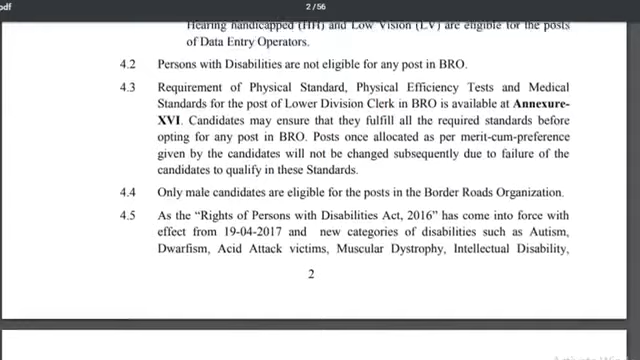 pdf
2 / 56
Hearing handicapped (HH) and Low Vision (LV) are eligible for the posts
of Data Entry Operators.
4.2 Persons with Disabilities are not eligible for any post in BRO.
4.3 Requirement of Physical Standard, Physical Efficiency Tests and Medical
Standards for the post of Lower Division Clerk in BRO is available at Annexure-
XVI. Candidates may ensure that they fulfill all the required standards before
opting for any post in BRO. Posts once allocated as per merit-cum-preference
given by the candidates will not be changed subsequently due to failure of the
candidates to qualify in these Standards.
4.4 Only male candidates are eligible for the posts in the Border Roads Organization.
4.5 As the “Rights of Persons with Disabilities Act, 2016” has come into force with
effect from 19-04-2017 and new categories of disabilities such as Autism,
Dwarfism, Acid Attack victims, Muscular Dystrophy, Intellectual Disability,
2